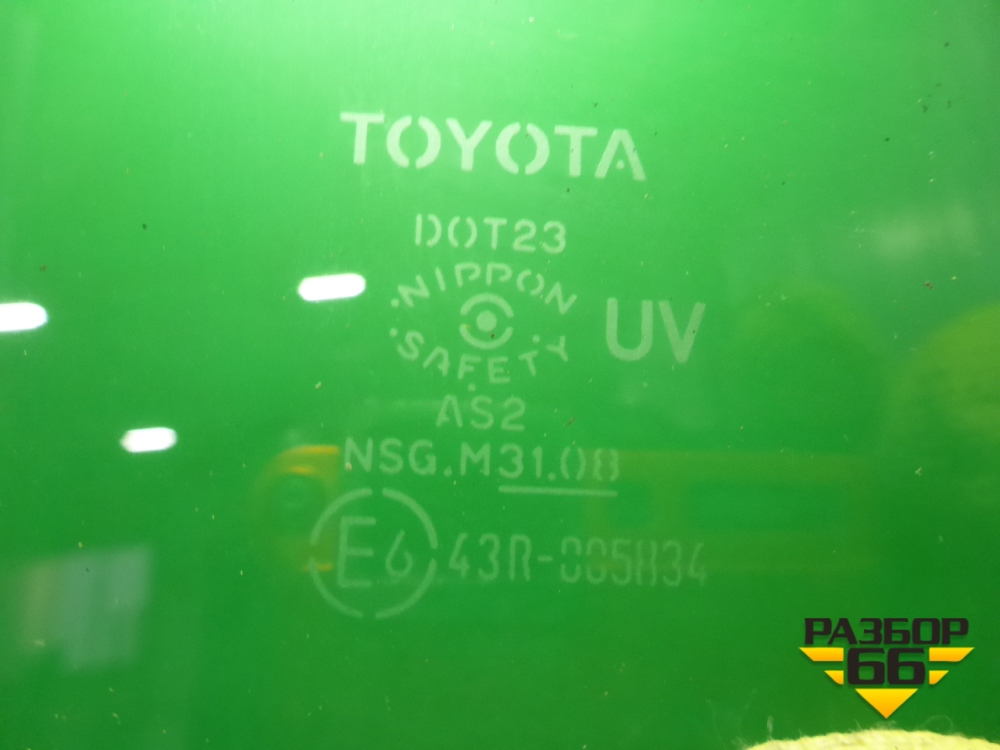 TOYOTA
DOT23
NIPPON
SAFETY
UV
AS2
NSG.M31.08
E6 43R-005834
РАЗБОР
66